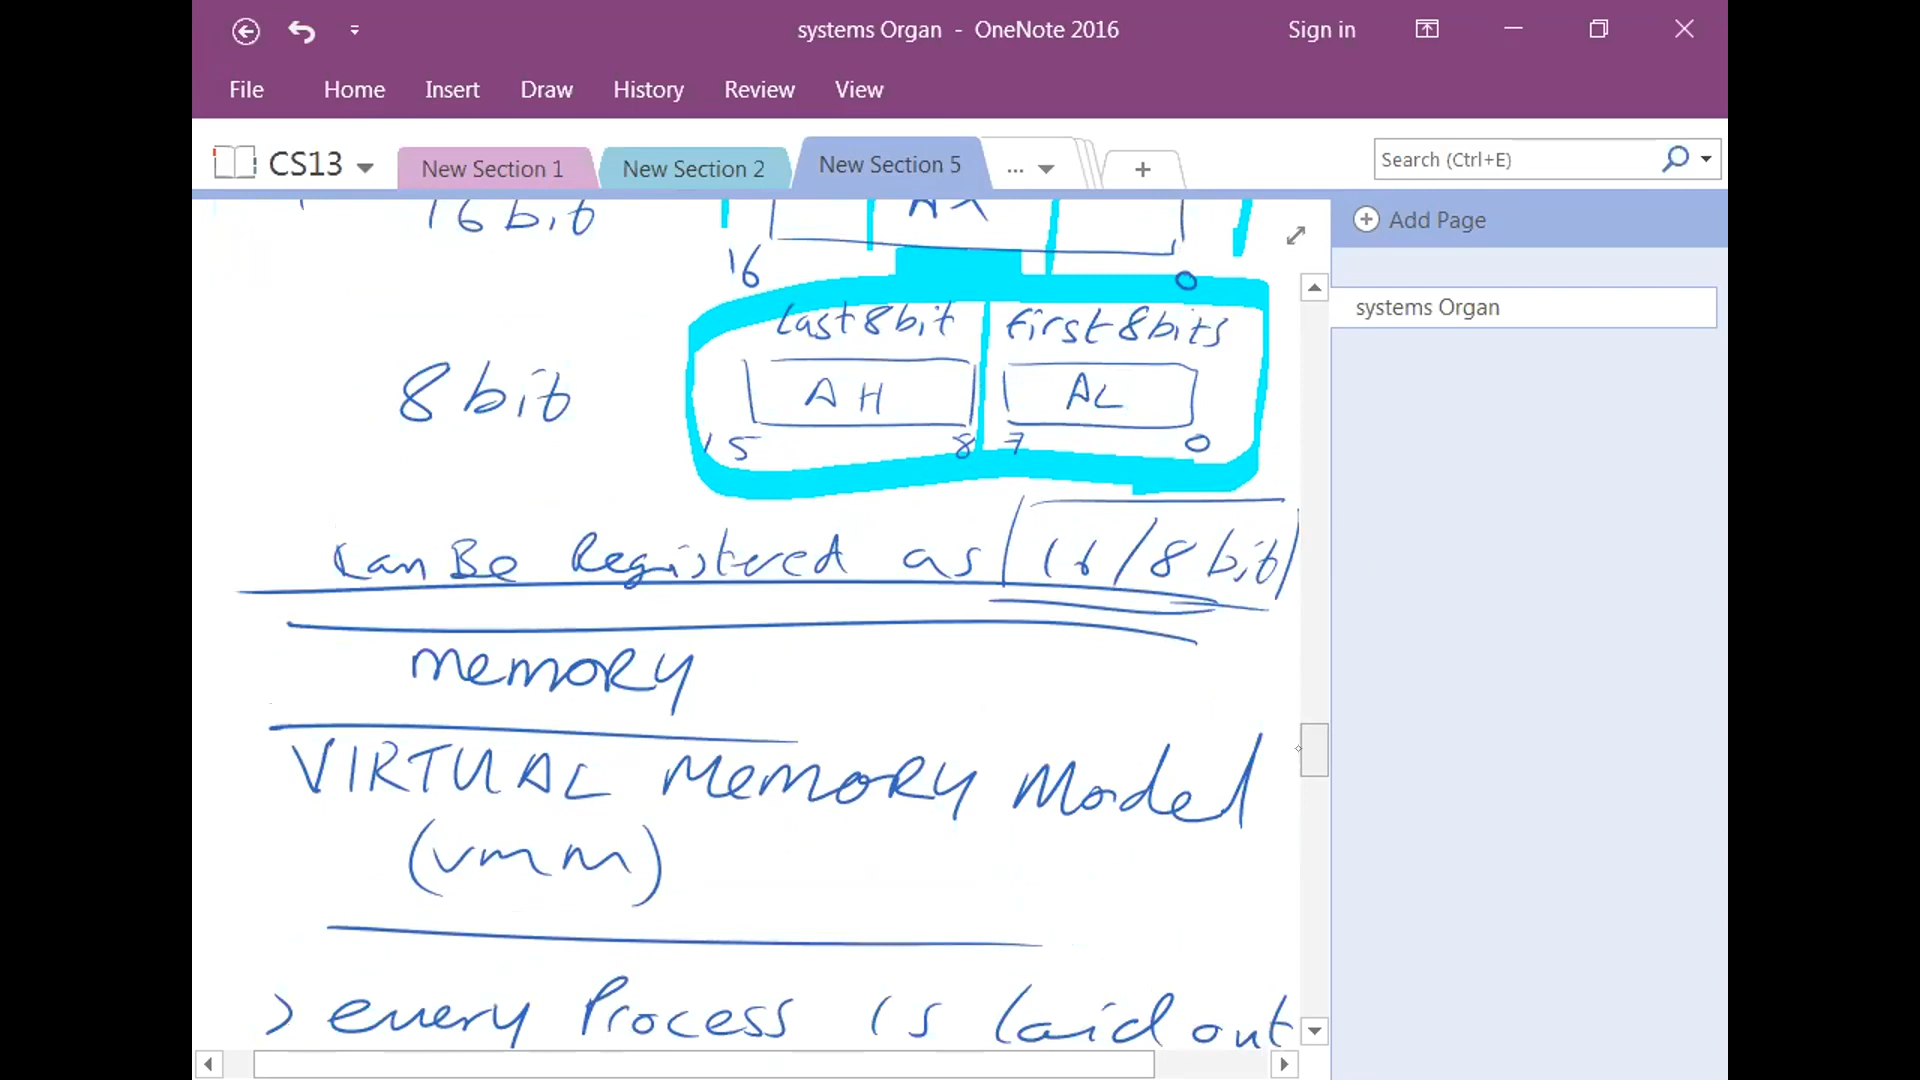 systems Organ - OneNote 2016
Sign in
File Home Insert Draw History Review View
CS13
New Section 1
New Section 2
New Section 5
...
Search (Ctrl+E)
Add Page
systems Organ
16 bit
AX
16 0
last 8 bit first 8 bits
8 bit
AH AL
15 8 7 0
Can Be Registered as 16/8 bit
memoRy
VIRTUAL MemoRy Model
(vmm)
> every Process is laid out